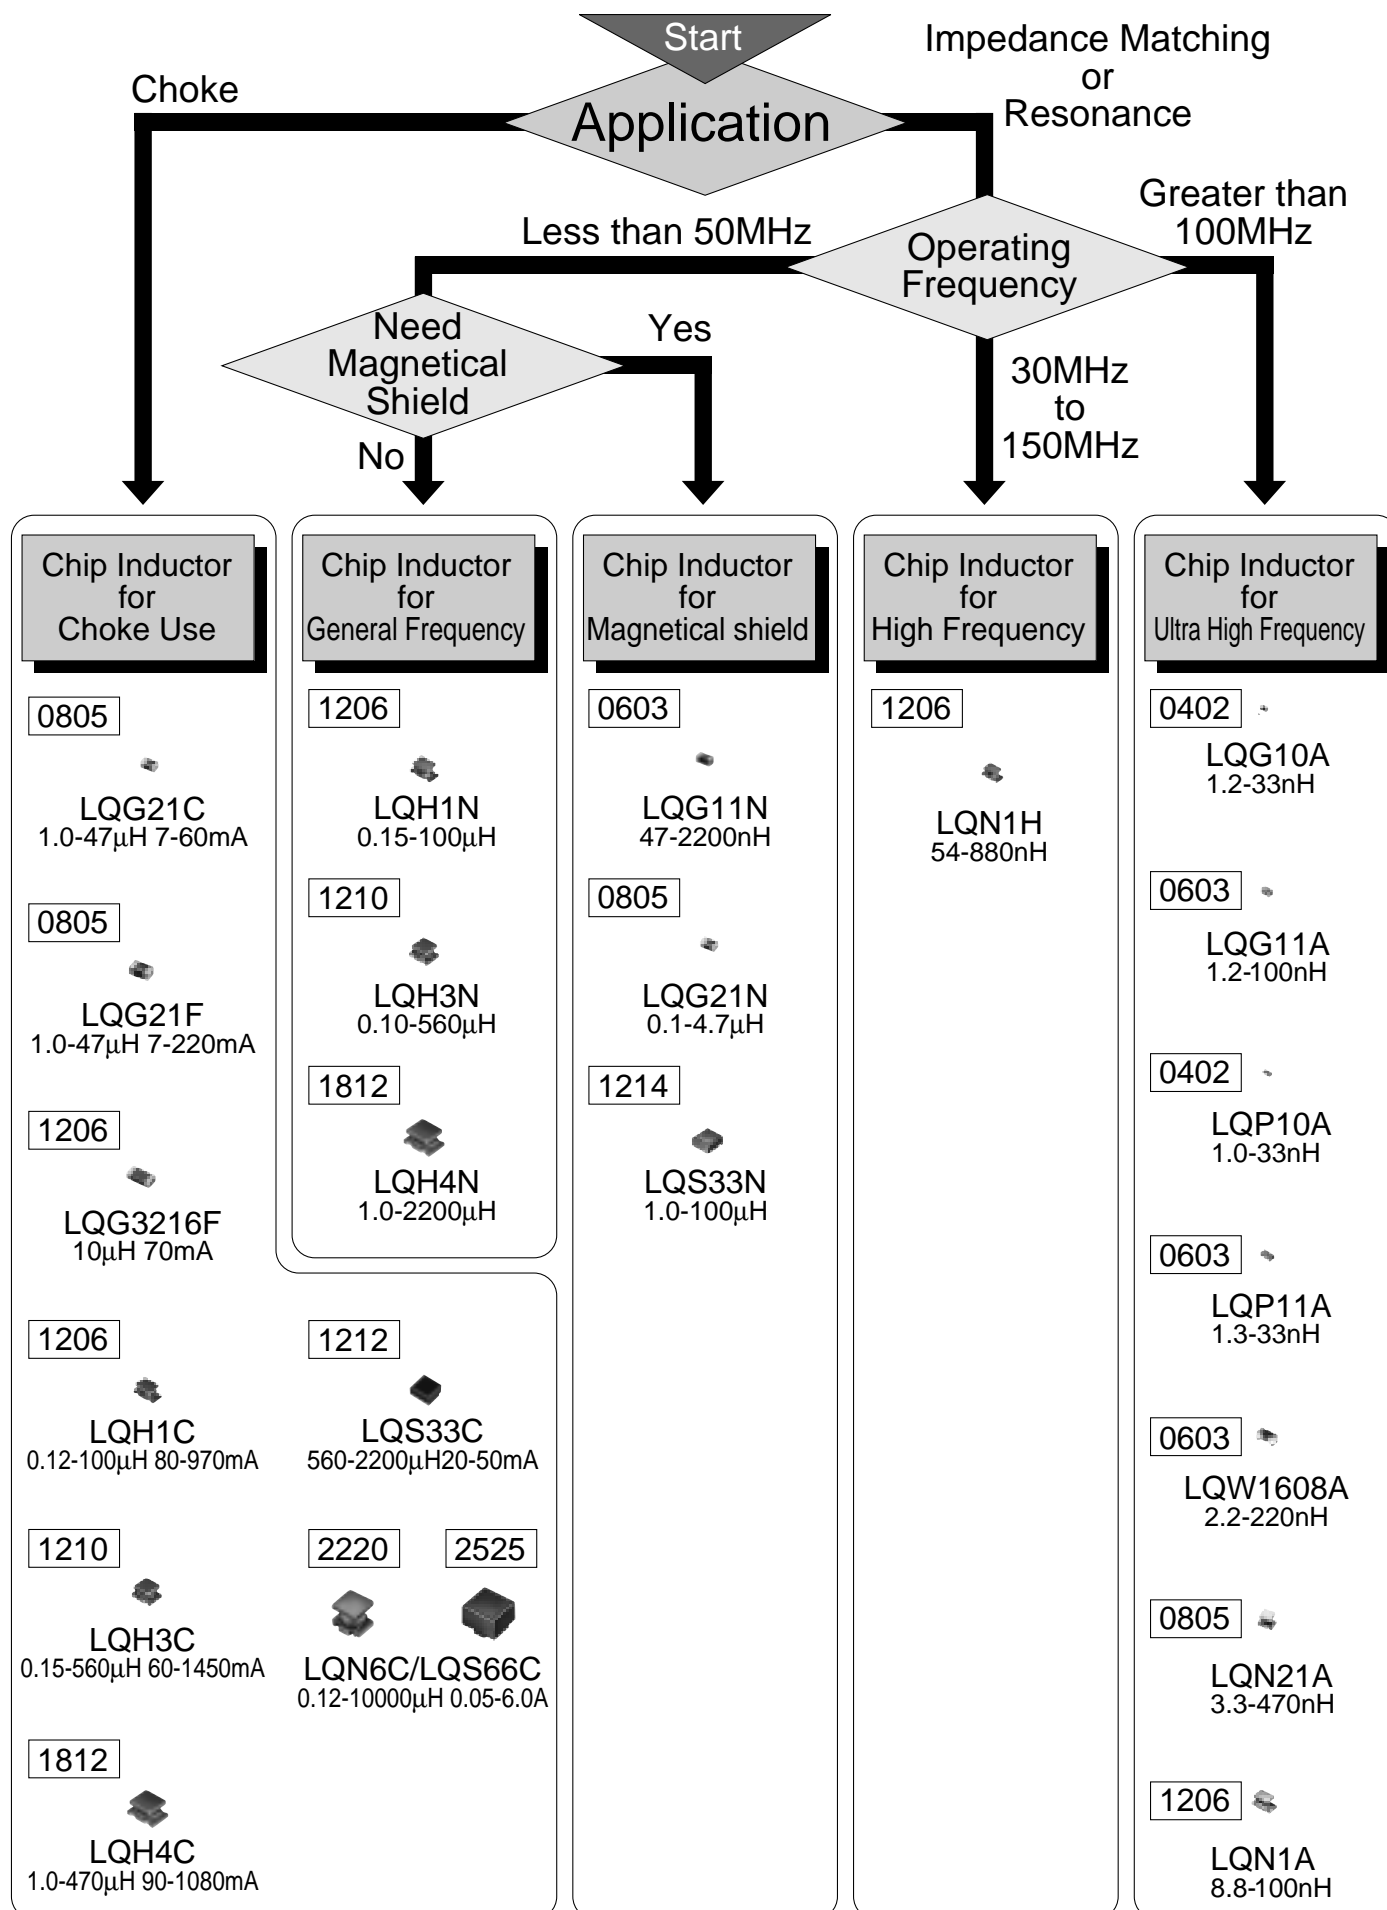 Start
Application
Choke
Impedance Matching
or
Resonance
Less than 50MHz
Operating
Frequency
Greater than
100MHz
Need
Magnetical
Shield
Yes
No
30MHz
to
150MHz
Chip Inductor
for
Choke Use
0805
LQG21C
1.0-47μH 7-60mA
0805
LQG21F
1.0-47μH 7-220mA
1206
LQG3216F
10μH 70mA
1206
LQH1C
0.12-100μH 80-970mA
1210
LQH3C
0.15-560μH 60-1450mA
1812
LQH4C
1.0-470μH 90-1080mA
1212
LQS33C
560-2200μH20-50mA
2220 2525
LQN6C/LQS66C
0.12-10000μH 0.05-6.0A
Chip Inductor
for
General Frequency
1206
LQH1N
0.15-100μH
1210
LQH3N
0.10-560μH
1812
LQH4N
1.0-2200μH
Chip Inductor
for
Magnetical shield
0603
LQG11N
47-2200nH
0805
LQG21N
0.1-4.7μH
1214
LQS33N
1.0-100μH
Chip Inductor
for
High Frequency
1206
LQN1H
54-880nH
Chip Inductor
for
Ultra High Frequency
0402
LQG10A
1.2-33nH
0603
LQG11A
1.2-100nH
0402
LQP10A
1.0-33nH
0603
LQP11A
1.3-33nH
0603
LQW1608A
2.2-220nH
0805
LQN21A
3.3-470nH
1206
LQN1A
8.8-100nH